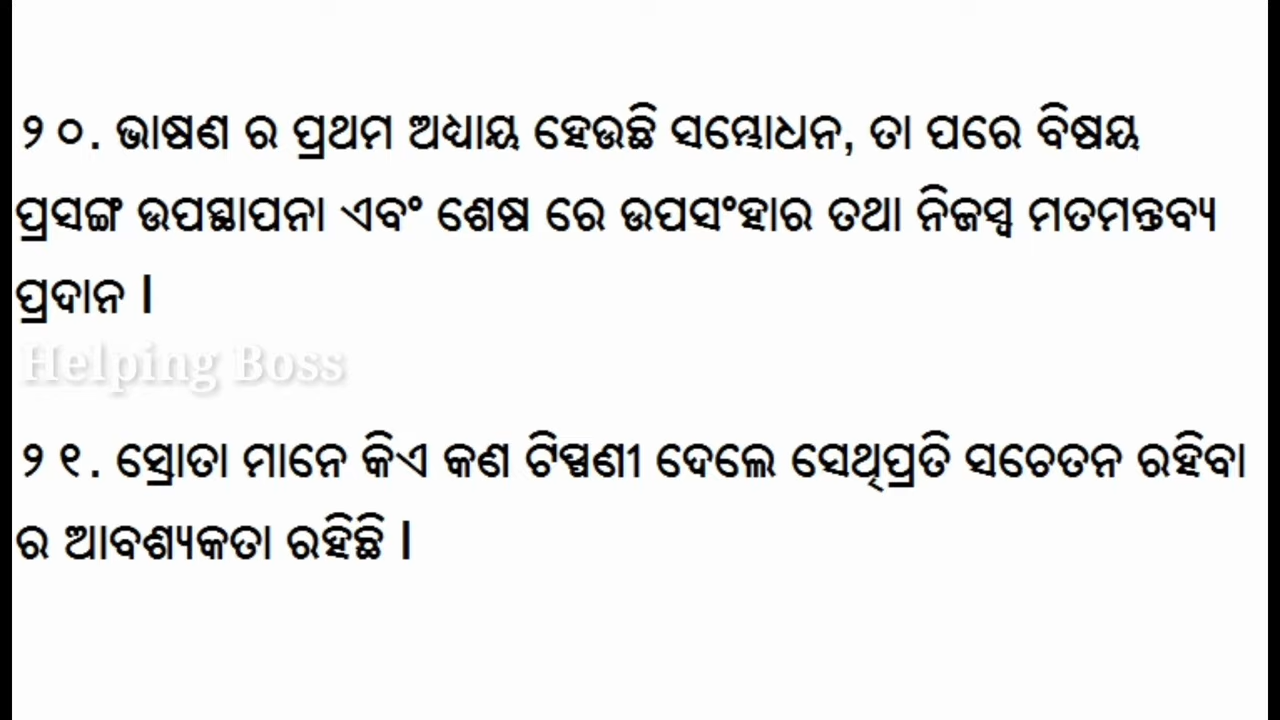 ୨୦. ଭାଷଣ ର ପ୍ରଥମ ଅଧ୍ୟାୟ ହେଉଛି ସମ୍ଭୋଧନ, ତା ପରେ ବିଷୟ
ପ୍ରସଙ୍ଗ ଉପସ୍ଥାପନା ଏବଂ ଶେଷ ରେ ଉପସଂହାର ତଥା ନିଜସ୍ୱ ମତମନ୍ତବ୍ୟ
ପ୍ରଦାନ |
Helping Boss
୨୧. ସ୍ରୋତା ମାନେ କିଏ କଣ ଟିପ୍ପଣୀ ଦେଲେ ସେଥିପ୍ରତି ସଚେତନ ରହିବା
ର ଆବଶ୍ୟକତା ରହିଛି |